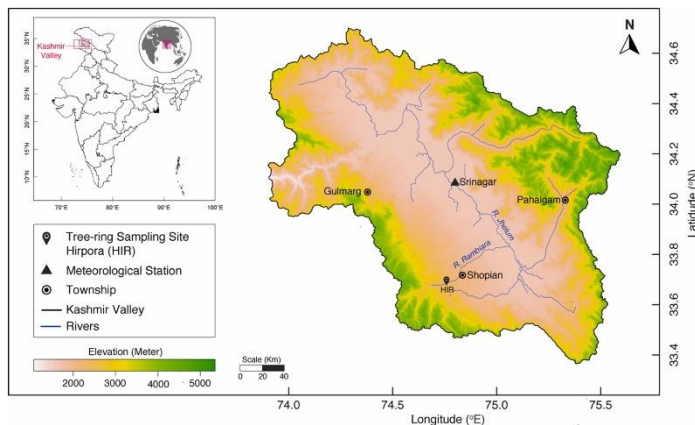 Kashmir
Valley
35°N
30°N
25°N
20°N
15°N
10°N
70°E
80°E
90°E
100°E
Tree-ring Sampling Site
Hirpora (HIR)
Meteorological Station
Township
Kashmir Valley
Rivers
Elevation (Meter)
2000
3000
4000
5000
N
Srinagar
Gulmarg
Pahalgam
R. Jhelum
R. Rambiara
Shopian
HIR
Scale (Km)
0
20
40
34.6
34.4
34.2
34.0
33.8
33.6
33.4
Latidude (°N)
74.0
74.5
75.0
75.5
Longitude (°E)